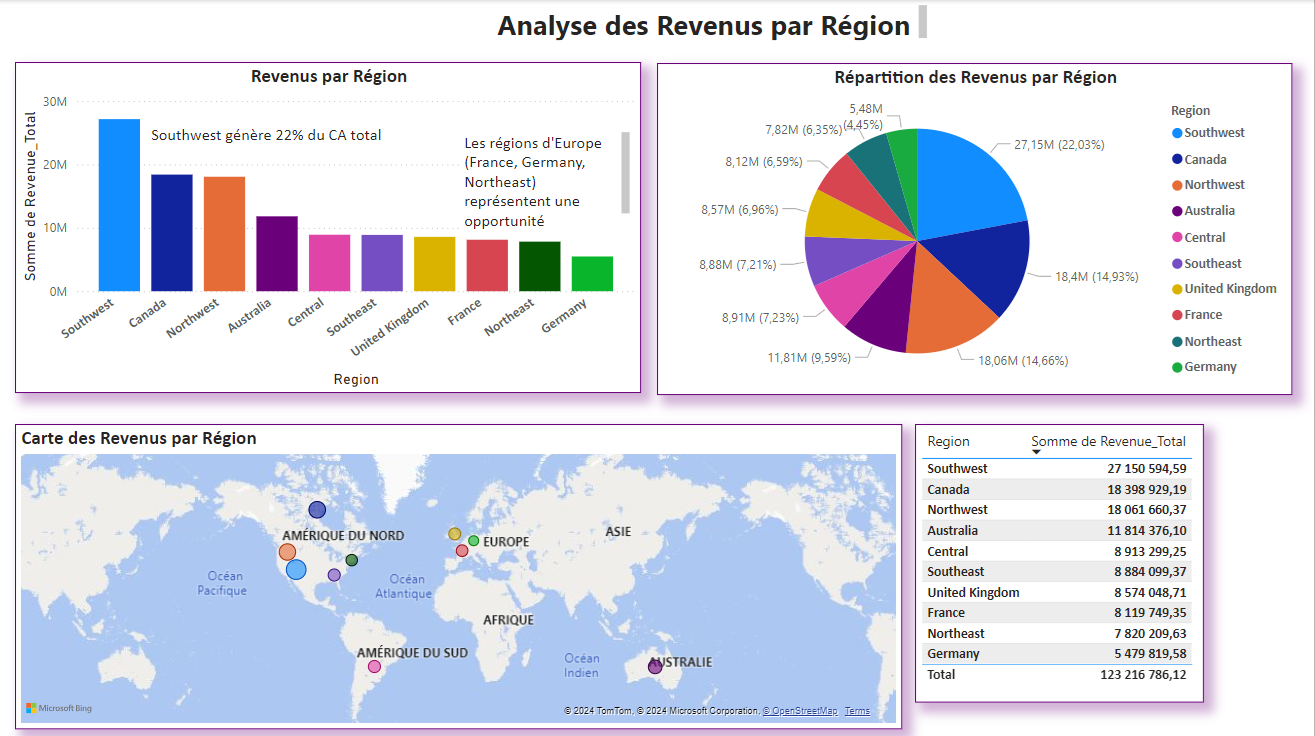 Analyse des Revenus par Région
Revenus par Région
Somme de Revenue_Total
30M
20M
10M
0M
Southwest génère 22% du CA total
Les régions d'Europe
(France, Germany,
Northeast)
représentent une
opportunité
Southwest
Canada
Northwest
Australia
Central
Southeast
United Kingdom
France
Northeast
Germany
Region
Répartition des Revenus par Région
5,48M
(4,45%)
7,82M (6,35%)
8,12M (6,59%)
8,57M (6,96%)
8,88M (7,21%)
8,91M (7,23%)
11,81M (9,59%)
18,06M (14,66%)
18,4M (14,93%)
27,15M (22,03%)
Region
Southwest
Canada
Northwest
Australia
Central
Southeast
United Kingdom
France
Northeast
Germany
Carte des Revenus par Région
AMÉRIQUE DU NORD
EUROPE
ASIE
Océan
Pacifique
Océan
Atlantique
AFRIQUE
AMÉRIQUE DU SUD
Océan
Indien
AUSTRALIE
Microsoft Bing
© 2024 TomTom, © 2024 Microsoft Corporation, © OpenStreetMap Terms
Region Somme de Revenue_Total
Southwest 27 150 594,59
Canada 18 398 929,19
Northwest 18 061 660,37
Australia 11 814 376,10
Central 8 913 299,25
Southeast 8 884 099,37
United Kingdom 8 574 048,71
France 8 119 749,35
Northeast 7 820 209,63
Germany 5 479 819,58
Total 123 216 786,12